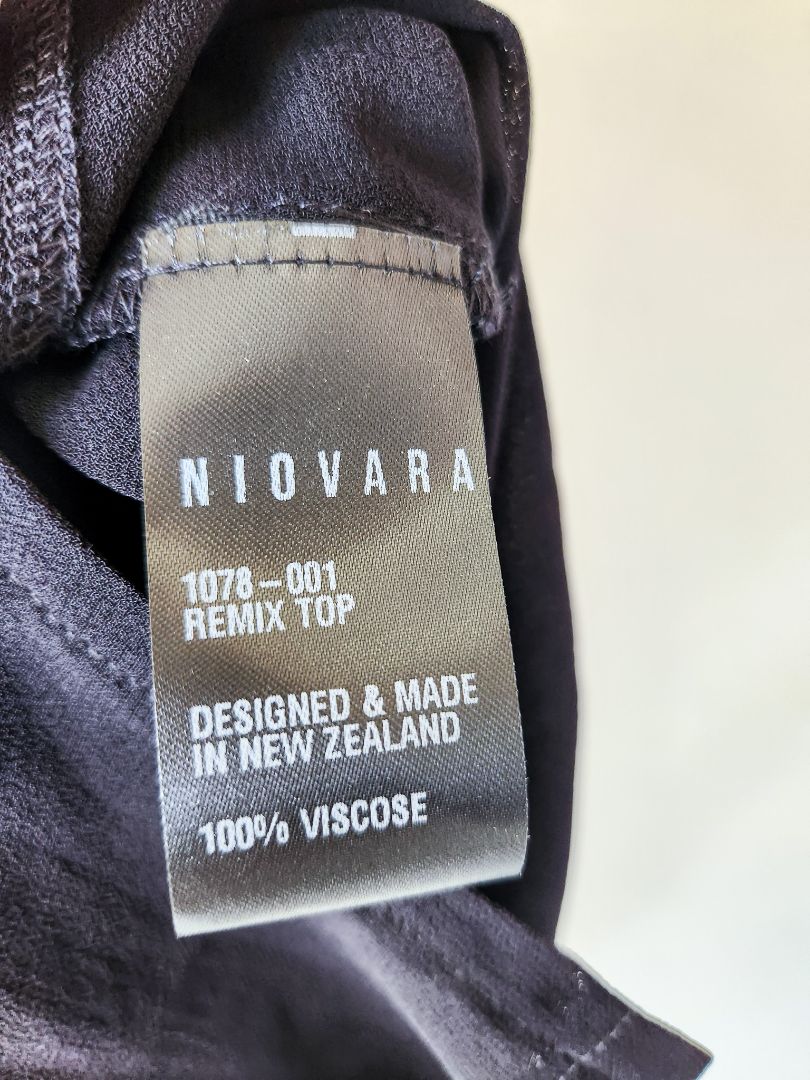 NIOVARA
1078-001
REMIX TOP
DESIGNED & MADE
IN NEW ZEALAND
100% VISCOSE